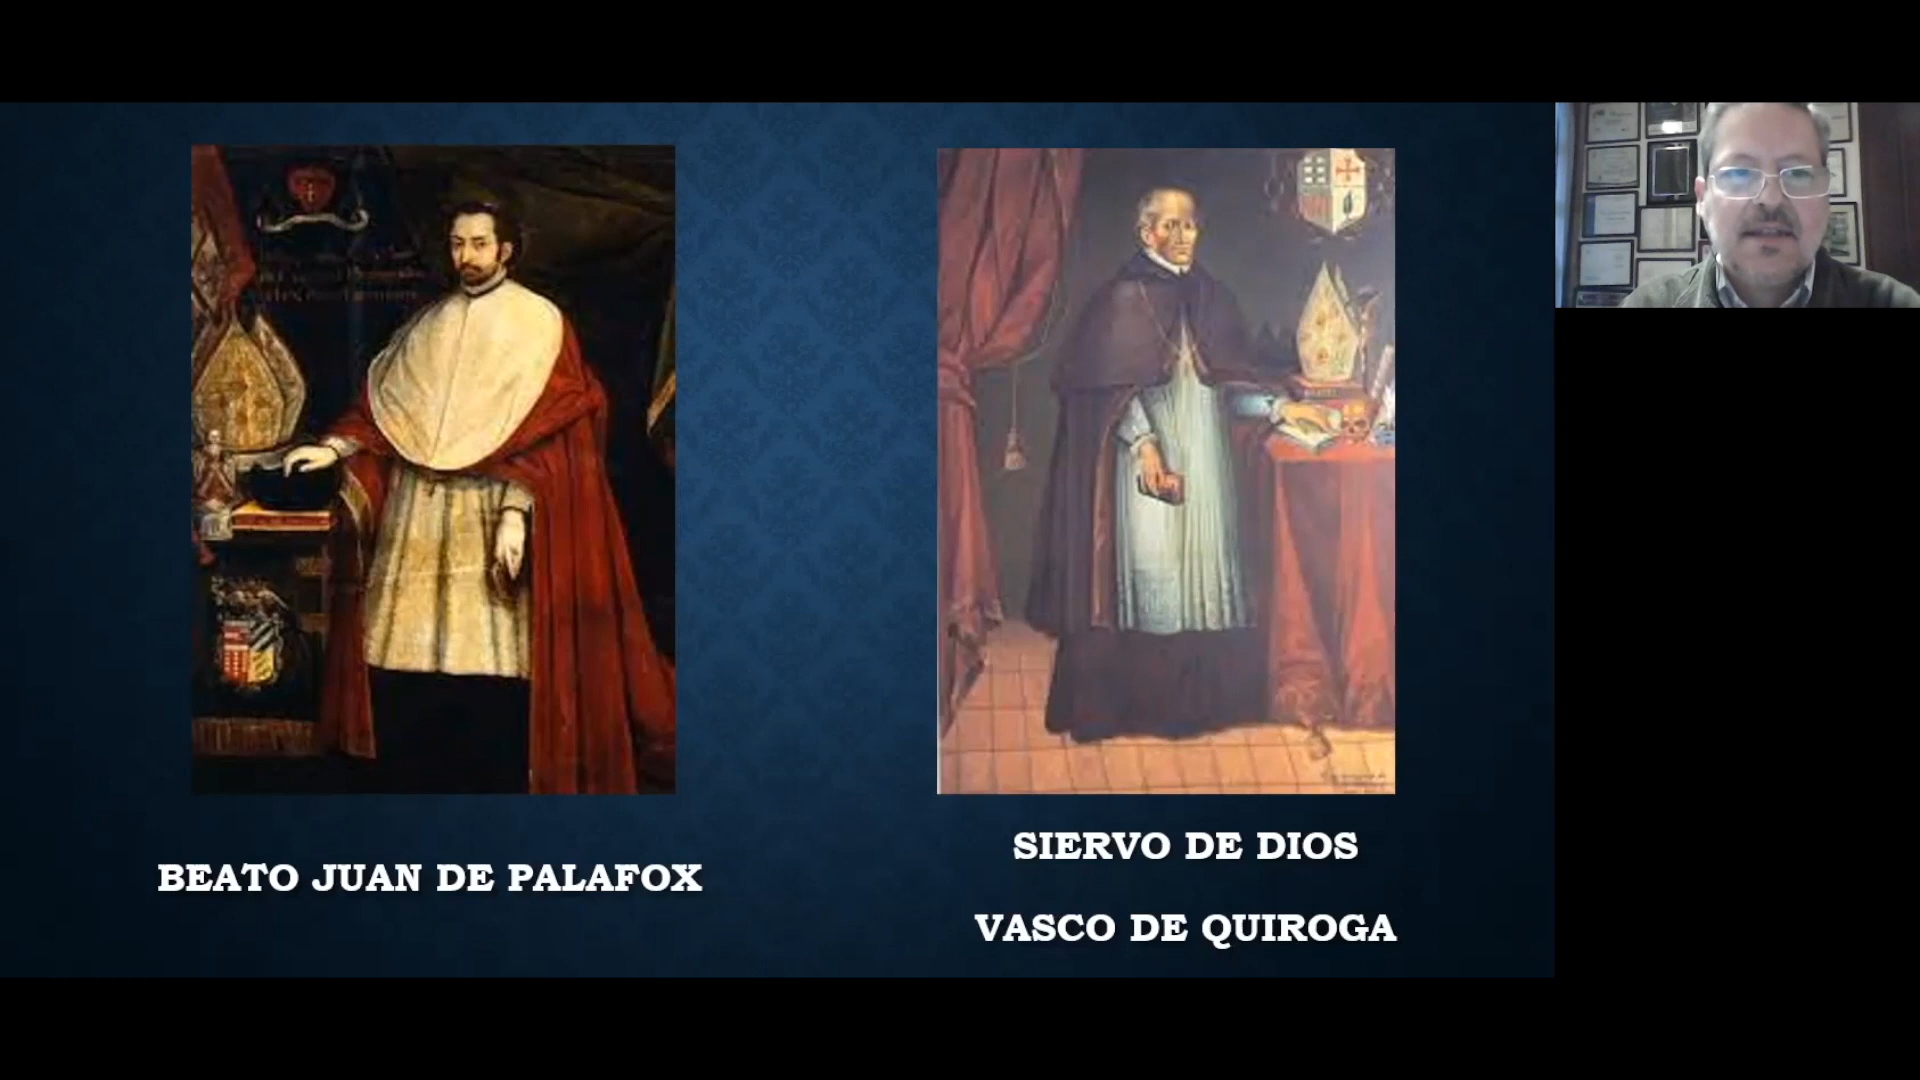 BEATO JUAN DE PALAFOX
SIERVO DE DIOS
VASCO DE QUIROGA